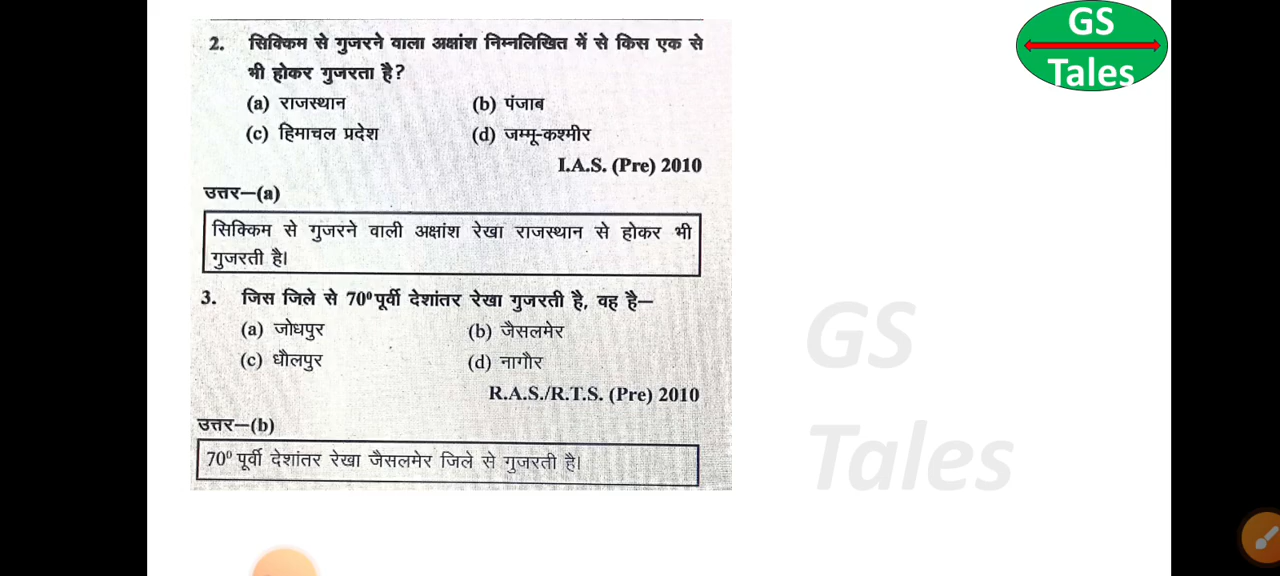 GS
Tales
2. सिक्किम से गुजरने वाला अक्षांश निम्नलिखित में से किस एक से
भी होकर गुजरता है?
(a) राजस्थान (b) पंजाब
(c) हिमाचल प्रदेश (d) जम्मू-कश्मीर
I.A.S. (Pre) 2010
उत्तर—(a)
सिक्किम से गुजरने वाली अक्षांश रेखा राजस्थान से होकर भी
गुजरती है।
3. जिस जिले से 70⁰ पूर्वी देशांतर रेखा गुजरती है, वह है—
(a) जोधपुर (b) जैसलमेर
(c) धौलपुर (d) नागौर
R.A.S./R.T.S. (Pre) 2010
उत्तर—(b)
70⁰ पूर्वी देशांतर रेखा जैसलमेर जिले से गुजरती है।
GS
Tales